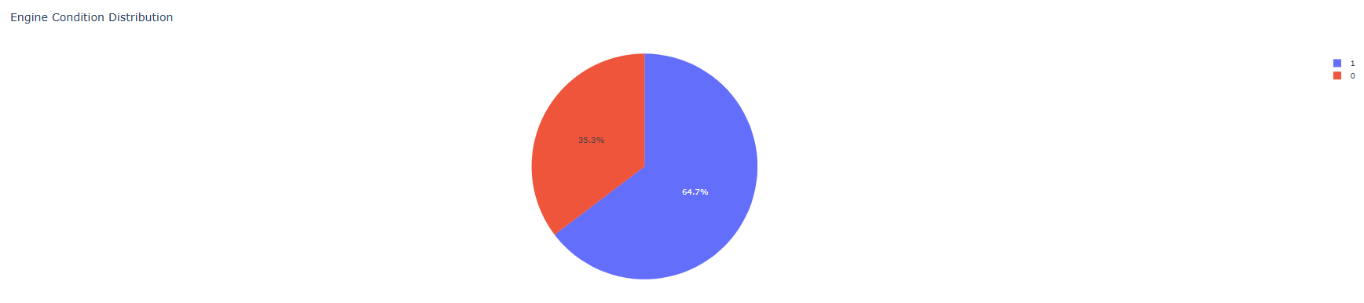 Engine Condition Distribution
1
0
35.3%
64.7%